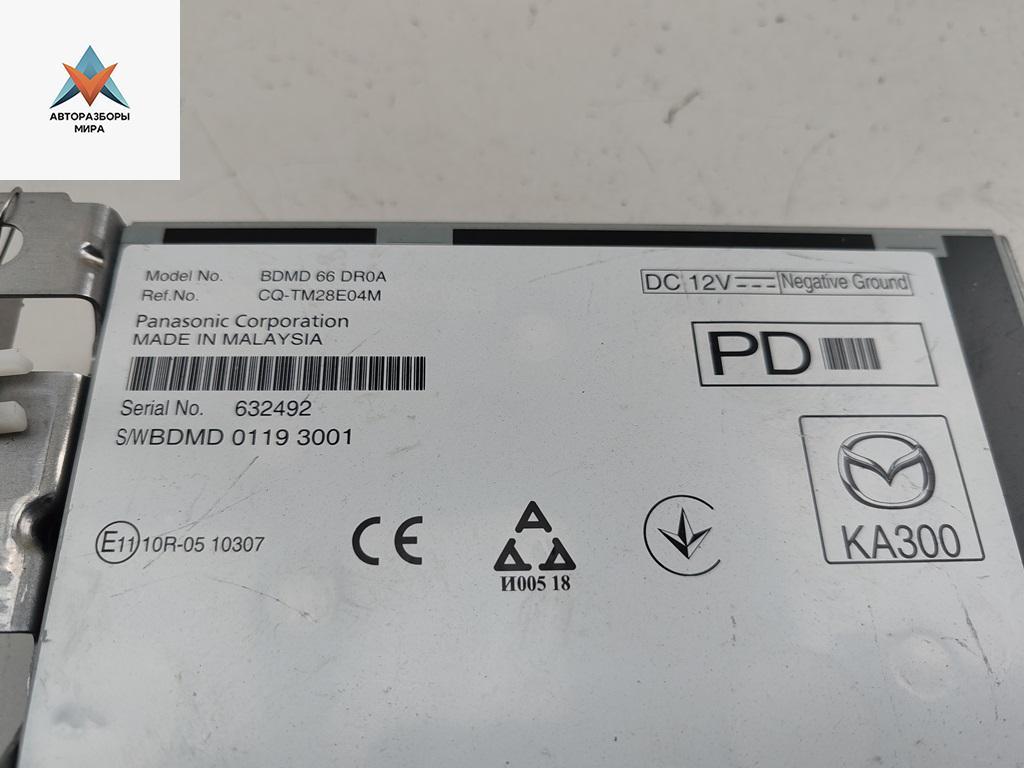 АВТОРАЗБОРЫ
МИРА
Model No. BDMD 66 DR0A
Ref.No. CQ-TM28E04M
Panasonic Corporation
MADE IN MALAYSIA
Serial No. 632492
S/WBDMD 0119 3001
DC 12V Negative Ground
PD
KA300
E11 10R-05 10307
CE
A
И005 18